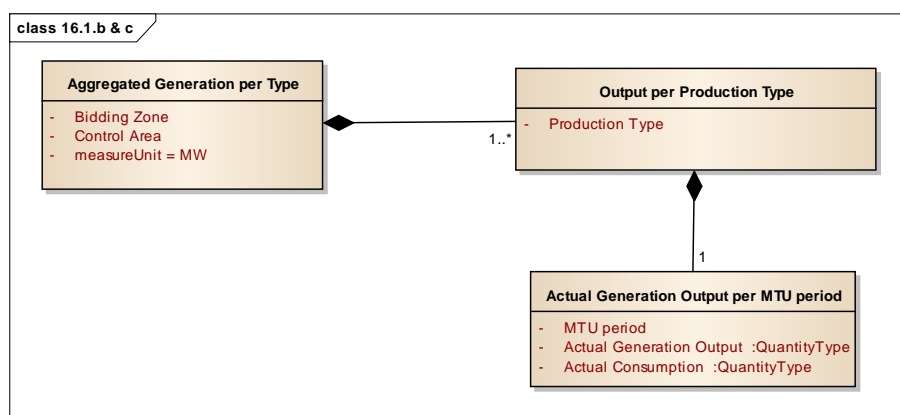 class 16.1.b & c
Aggregated Generation per Type
- Bidding Zone
- Control Area
- measureUnit = MW
1..*
Output per Production Type
- Production Type
1
Actual Generation Output per MTU period
- MTU period
- Actual Generation Output :QuantityType
- Actual Consumption :QuantityType